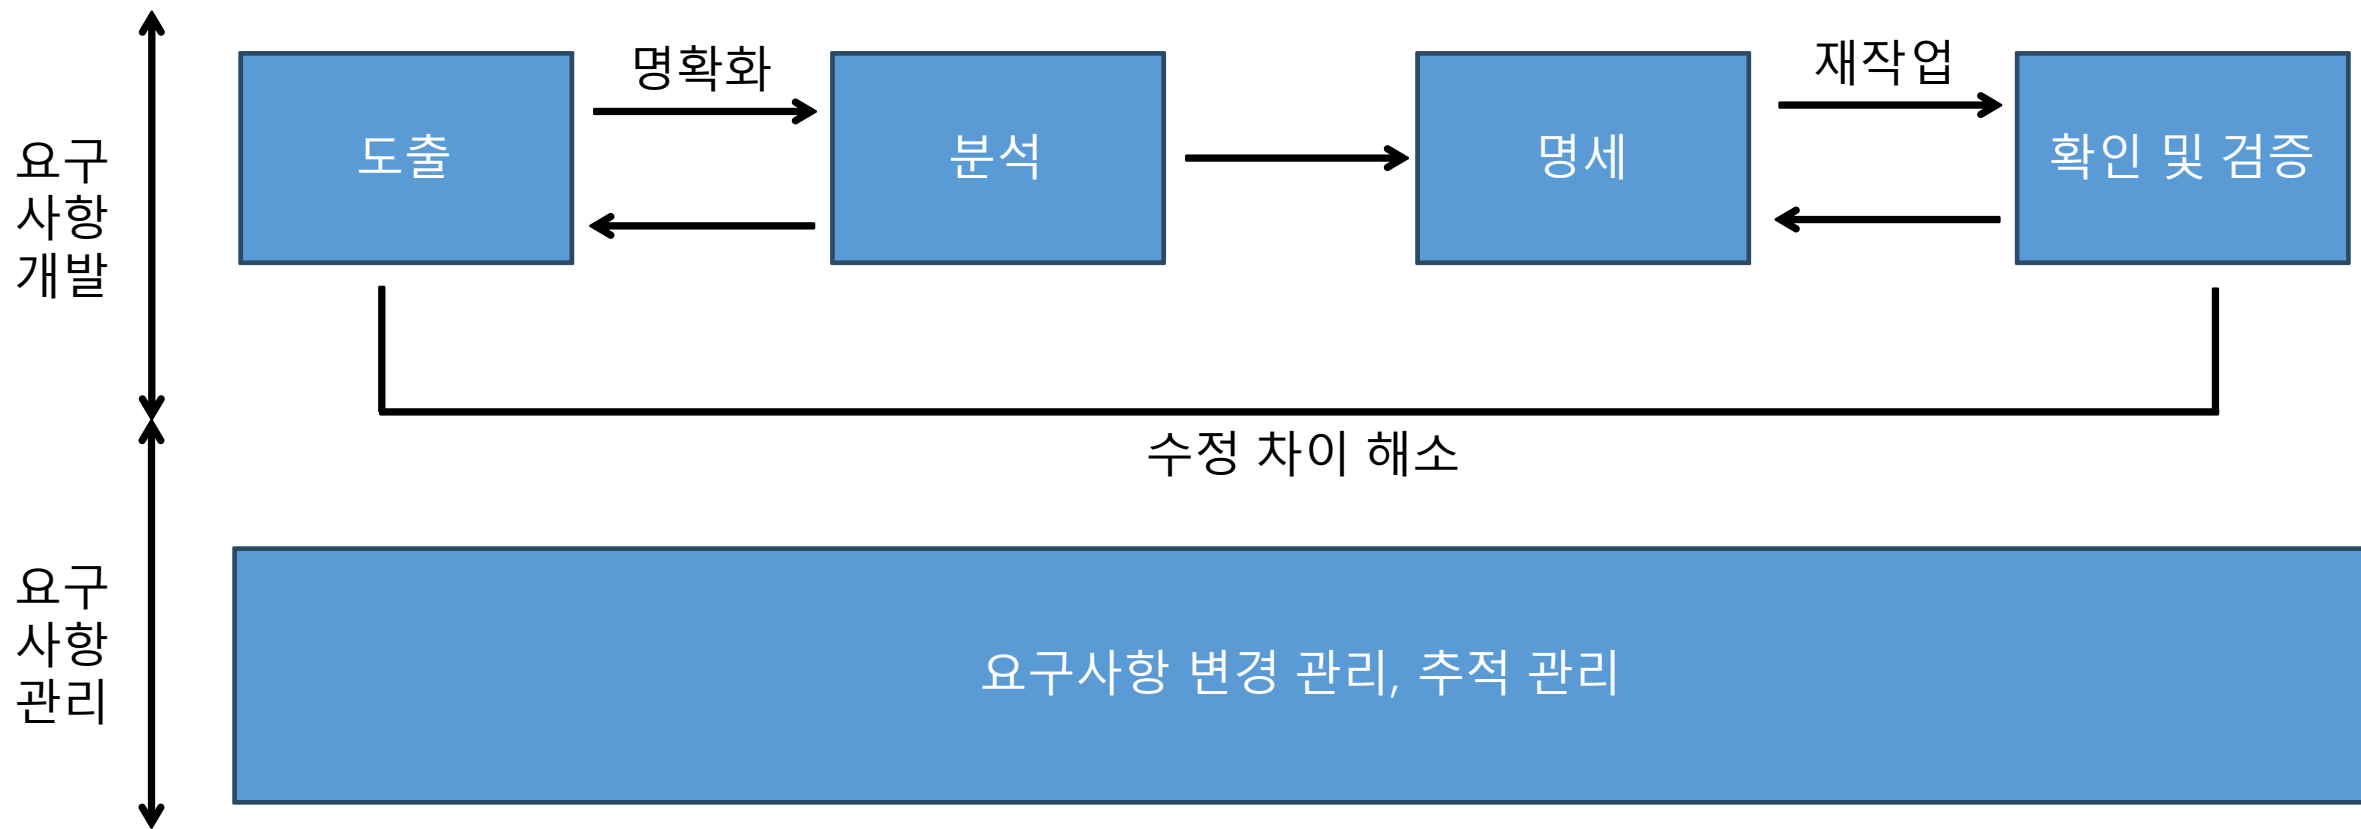 요구
사항
개발
도출
명확화
분석
명세
재작업
확인 및 검증
수정 차이 해소
요구
사항
관리
요구사항 변경 관리, 추적 관리